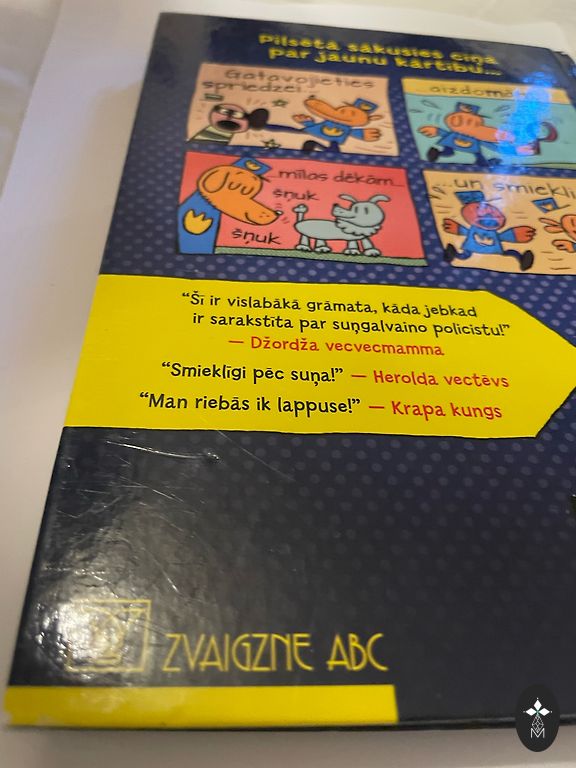 Pilsētā sākusies cīņa
par jaunu kārtību...
Gatavojieties
spriedzei...
...aizdomām
...mīlas dēkām...
šņuk
šņuk
...un smiekli
"Šī ir vislabākā grāmata, kāda jebkad
ir sarakstīta par suņgalvaino policistu!"
— Džordža vecvecmamma
"Smieklīgi pēc suņa!" — Herolda vectēvs
"Man riebās ik lappuse!" — Krapa kungs
ZVAIGZNE ABC
M